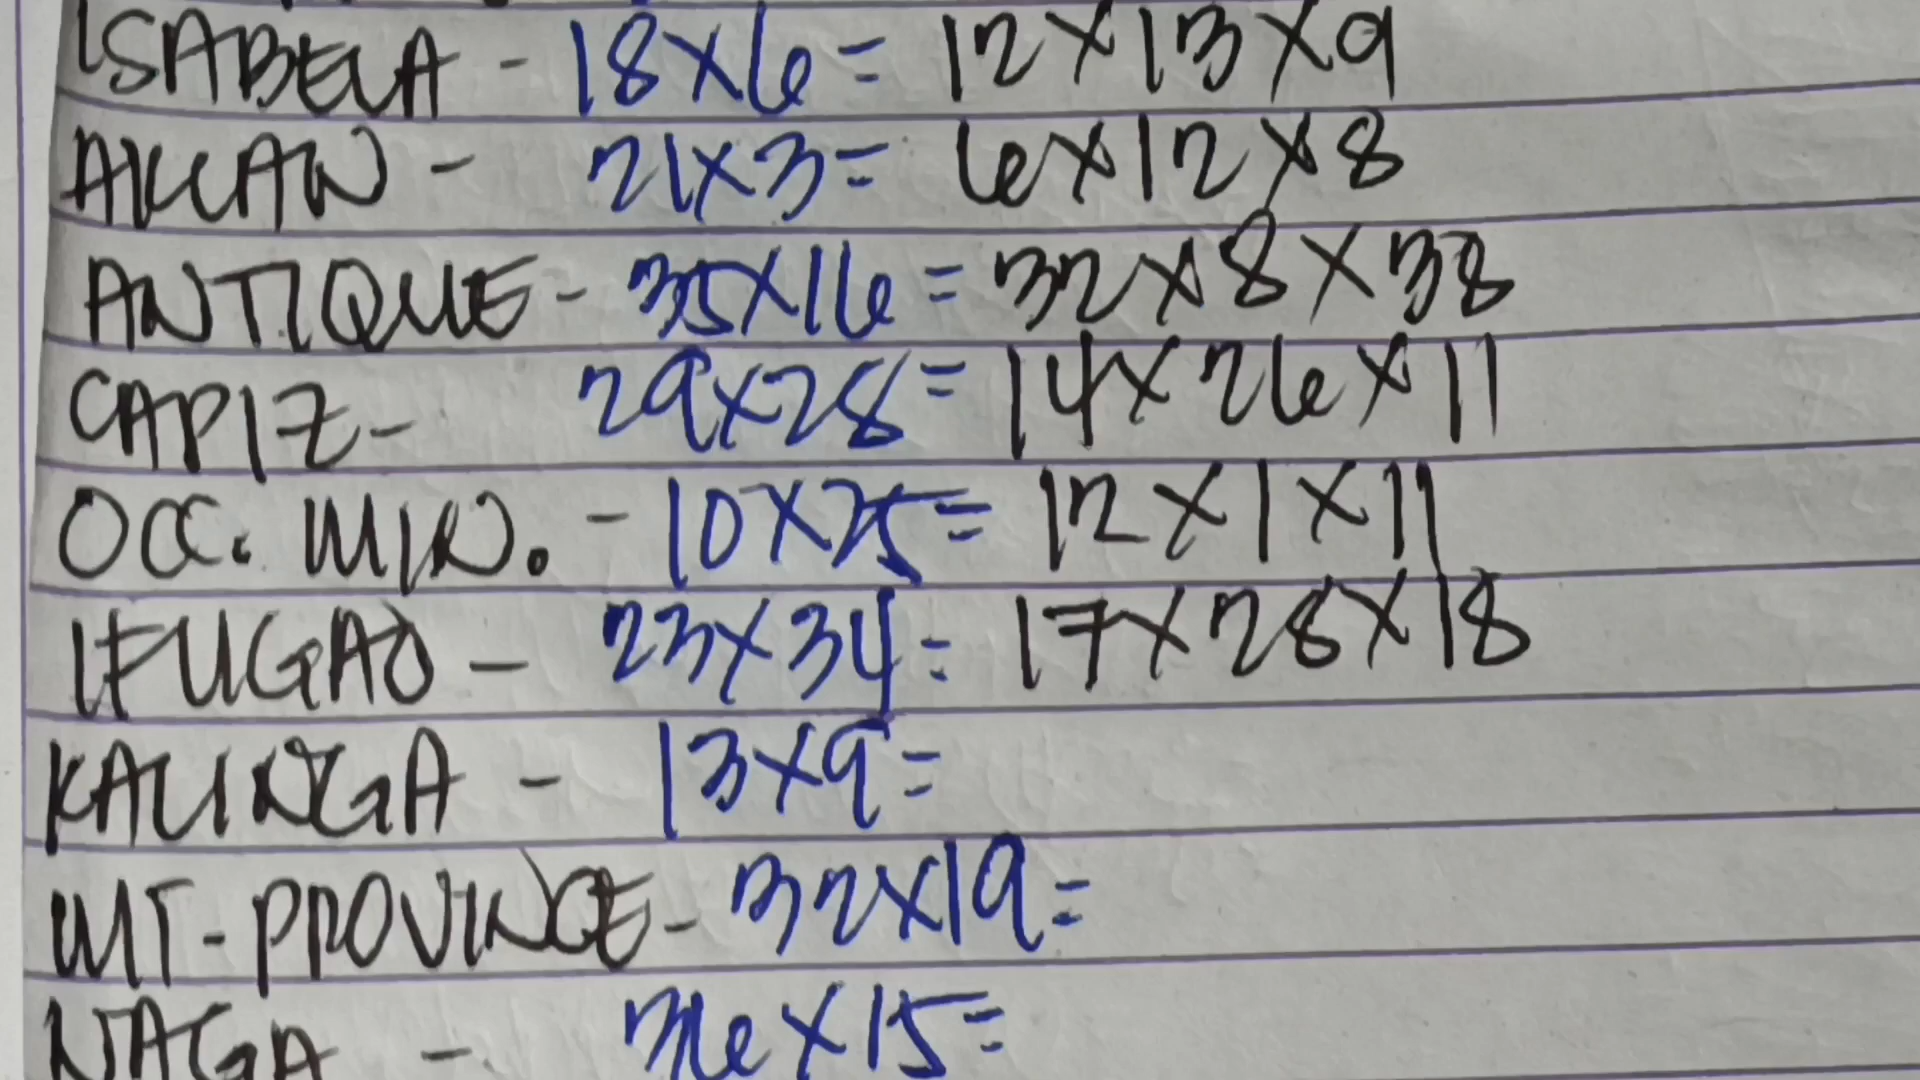 ISABELA - 18X6= 12X13X9
AKLAN - 21X3= 6X12X8
ANTIQUE - 35X16= 32X8X38
CAPIZ - 29X28= 14X26X11
OCC. MIN. - 10X25= 12X1X11
IFUGAO - 23X34= 17X28X18
KALINGA - 13X9=
MT-PROVINCE - 32X19=
NAGA - 36X15=